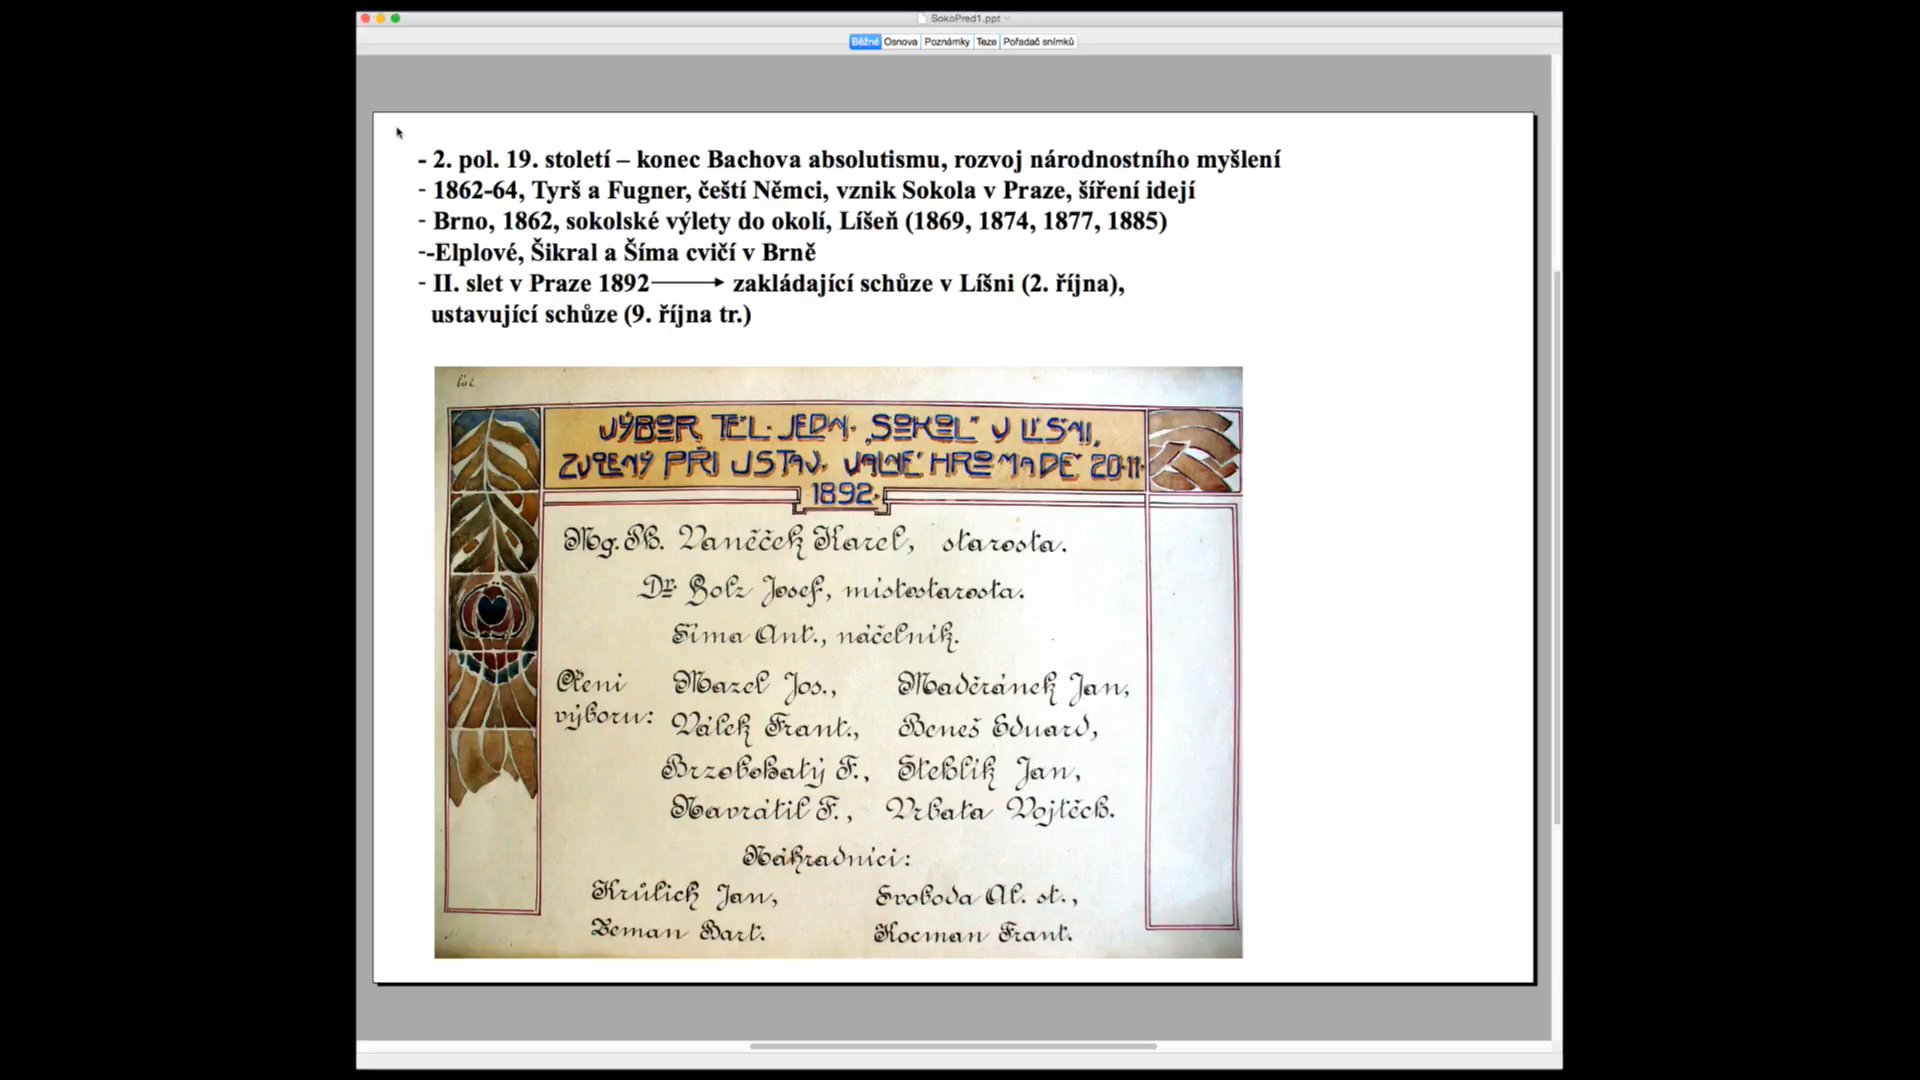 SokoPred1.ppt
Běžné Osnova Poznámky Teze Pořadač snímků
- 2. pol. 19. století – konec Bachova absolutismu, rozvoj národnostního myšlení
- 1862-64, Tyrš a Fugner, čeští Němci, vznik Sokola v Praze, šíření idejí
- Brno, 1862, sokolské výlety do okolí, Líšeň (1869, 1874, 1877, 1885)
--Elplové, Šikral a Šíma cvičí v Brně
- II. slet v Praze 1892 → zakládající schůze v Líšni (2. října),
ustavující schůze (9. října tr.)
VÝBOR TĚL. JEDN. „SOKOL" V LÍŠNI,
ZVOLENÝ PŘI USTAV. VALNÉ HROMADĚ 20.11.
1892.
Mg. Ph. Vaněček Karel, starosta.
Dr. Holz Josef, místostarosta.
Šíma Ant., náčelník.
Členi výboru: Mazel Jos., Maděránek Jan,
Válek Frant., Beneš Eduard,
Brzobohatý F., Stehlík Jan,
Navrátil F., Vrbata Vojtěch.
Náhradníci:
Krůlich Jan, Svoboda Al. st.,
Zeman Bart. Kocman Frant.